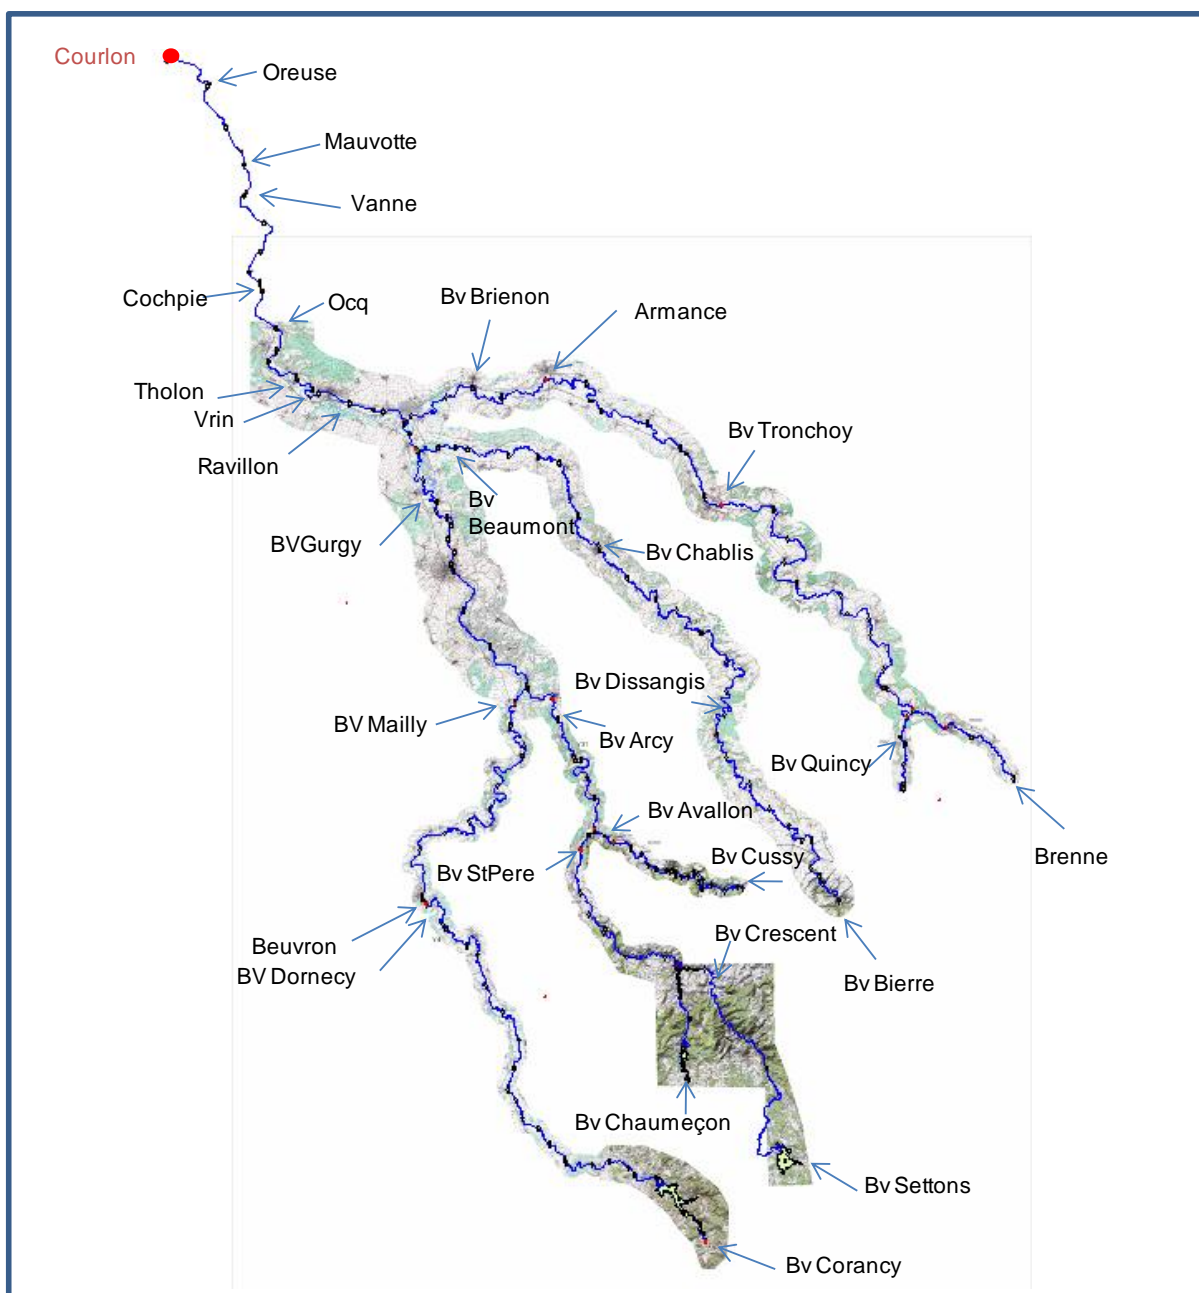 Courlon
Oreuse
Mauvotte
Vanne
Cochpie
Ocq
Bv Brienon
Armance
Tholon
Vrin
Ravillon
Bv Tronchoy
Bv
Beaumont
BVGurgy
Bv Chablis
Bv Dissangis
BV Mailly
Bv Arcy
Bv Quincy
Bv Avallon
Bv Cussy
Brenne
Bv StPere
Bv Crescent
Beuvron
BV Dornecy
Bv Bierre
Bv Chaumeçon
Bv Settons
Bv Corancy